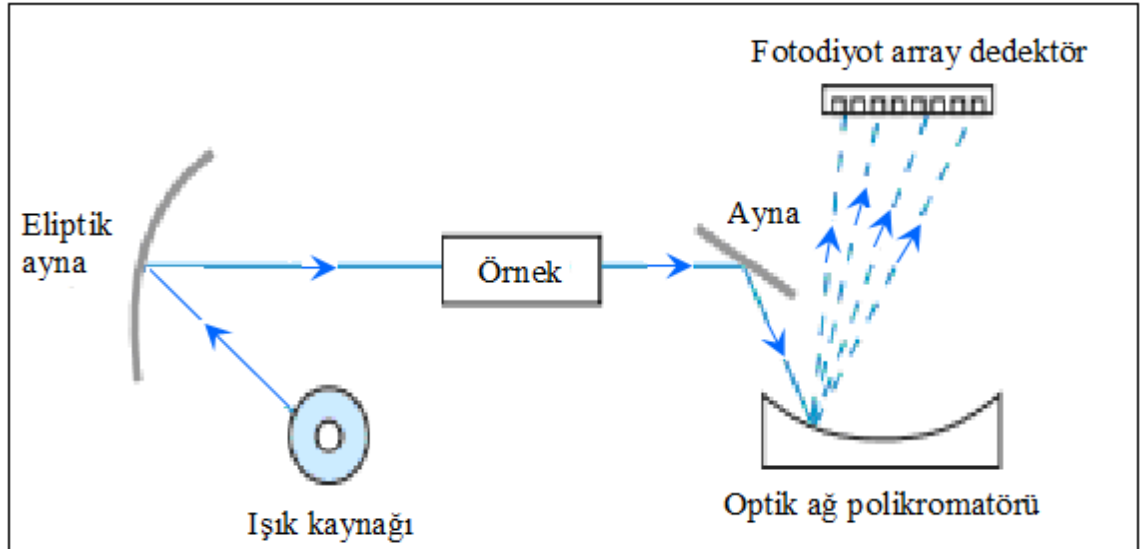 Fotodiyot array dedektör
Eliptik
ayna
Örnek
Ayna
Işık kaynağı
Optik ağ polikromatörü